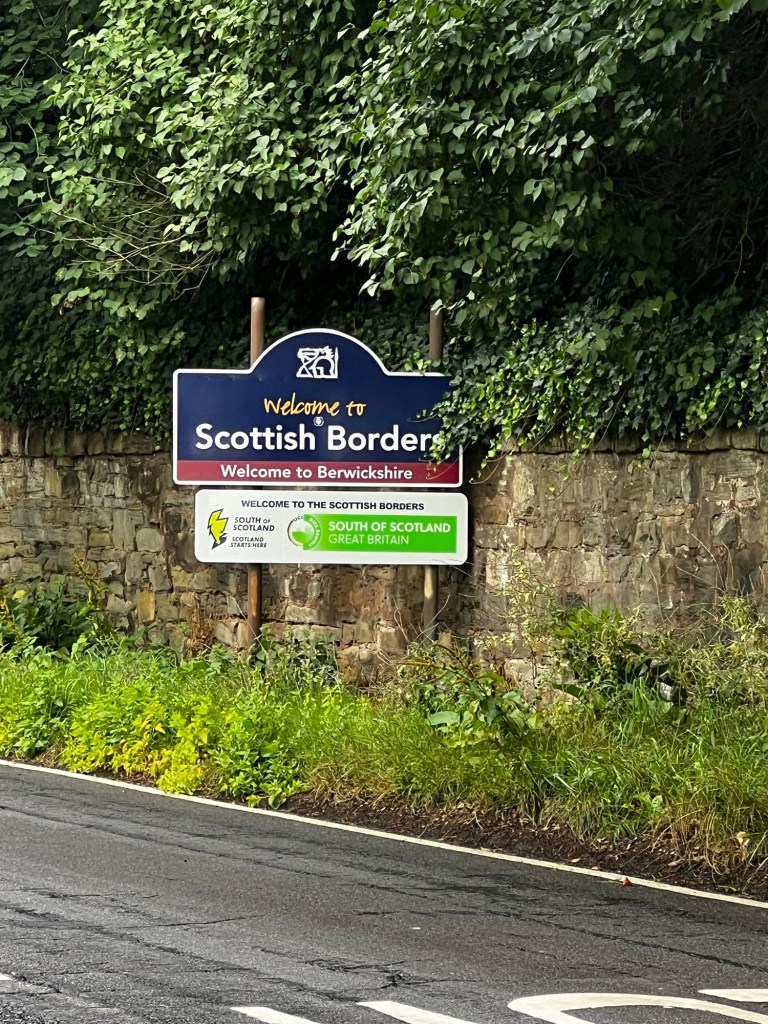 Welcome to
Scottish Borders
Welcome to Berwickshire
WELCOME TO THE SCOTTISH BORDERS
SOUTH OF
SCOTLAND
SCOTLAND
STARTS HERE
SOUTH OF SCOTLAND
GREAT BRITAIN